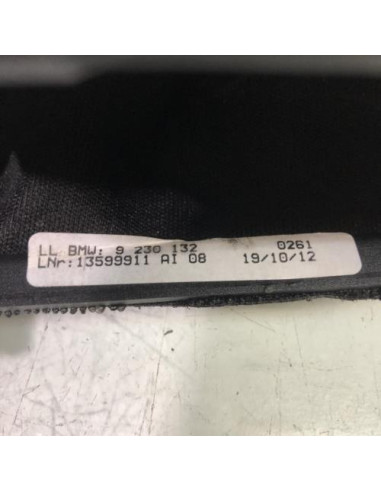 LL BMW: 9 230 132 0261
LNr:13599911 AI 08 19/10/12